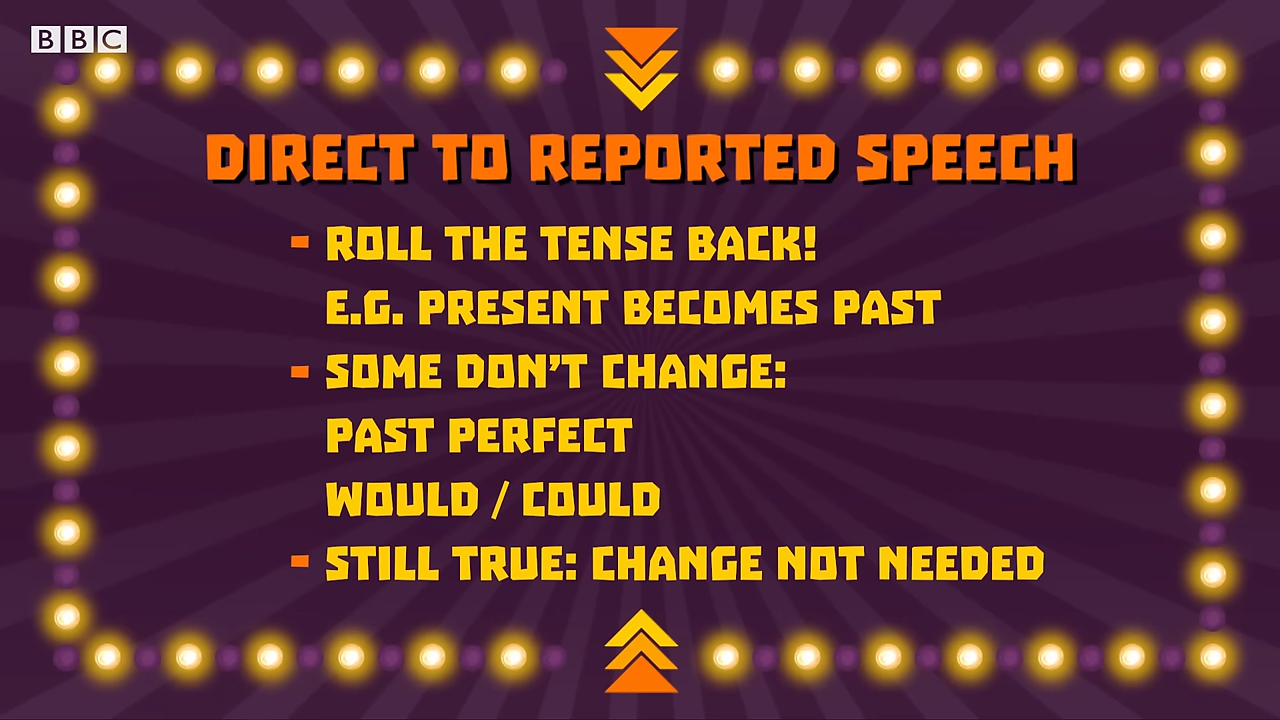 BBC
DIRECT TO REPORTED SPEECH
- ROLL THE TENSE BACK!
E.G. PRESENT BECOMES PAST
- SOME DON'T CHANGE:
PAST PERFECT
WOULD / COULD
- STILL TRUE: CHANGE NOT NEEDED